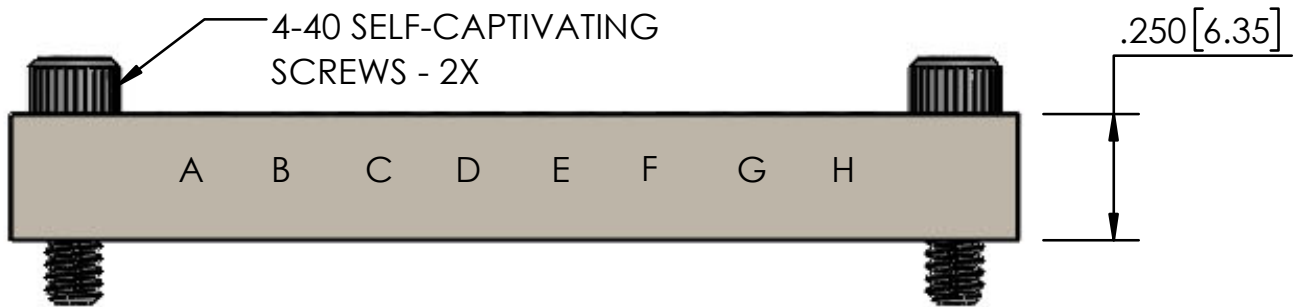 4-40 SELF-CAPTIVATING
SCREWS - 2X
.250[6.35]
A B C D E F G H